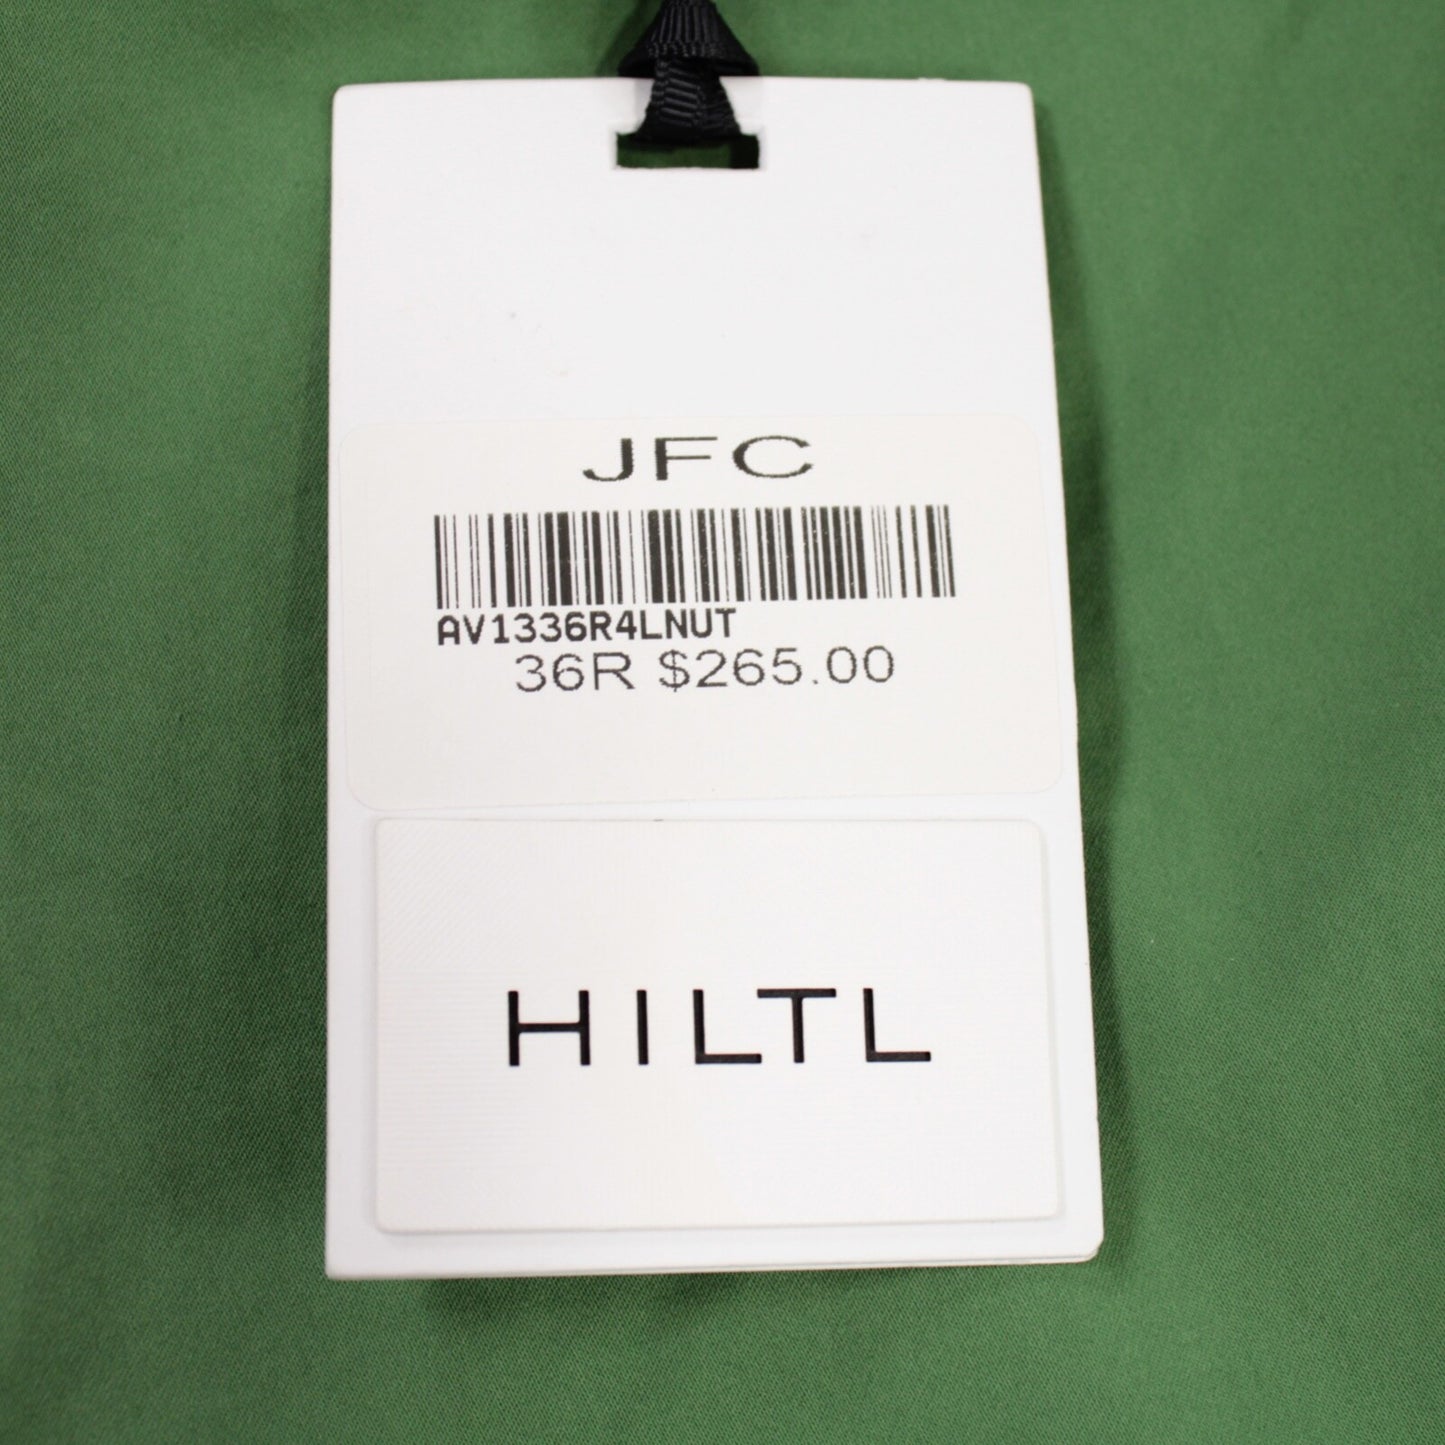 JFC
AV1336R4LNUT
36R $265.00
HILTL